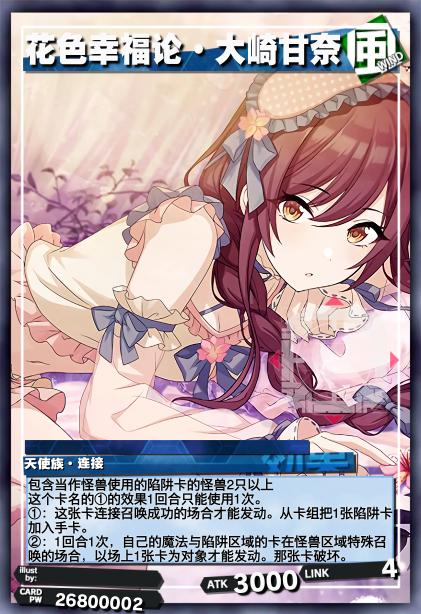 花色幸福论・大崎甘奈
風
WIND
天使族・连接
包含当作怪兽使用的陷阱卡的怪兽2只以上
这个卡名的①的效果1回合只能使用1次。
①：这张卡连接召唤成功的场合才能发动。从卡组把1张陷阱卡
加入手卡。
②：1回合1次，自己的魔法与陷阱区域的卡在怪兽区域特殊召
唤的场合，以场上1张卡为对象才能发动。那张卡破坏。
illust
by:
CARD
PW 26800002
ATK 3000 LINK 4